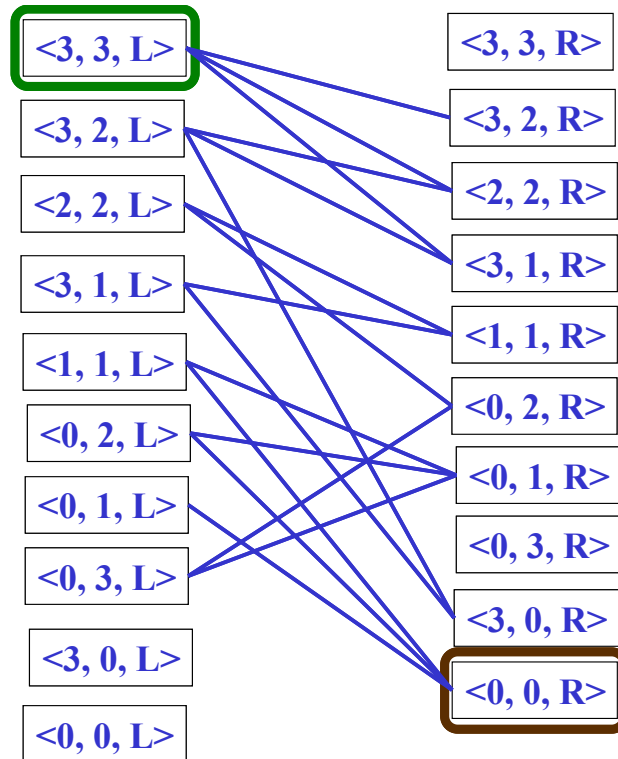 <3, 3, L>
<3, 2, L>
<2, 2, L>
<3, 1, L>
<1, 1, L>
<0, 2, L>
<0, 1, L>
<0, 3, L>
<3, 0, L>
<0, 0, L>
<3, 3, R>
<3, 2, R>
<2, 2, R>
<3, 1, R>
<1, 1, R>
<0, 2, R>
<0, 1, R>
<0, 3, R>
<3, 0, R>
<0, 0, R>